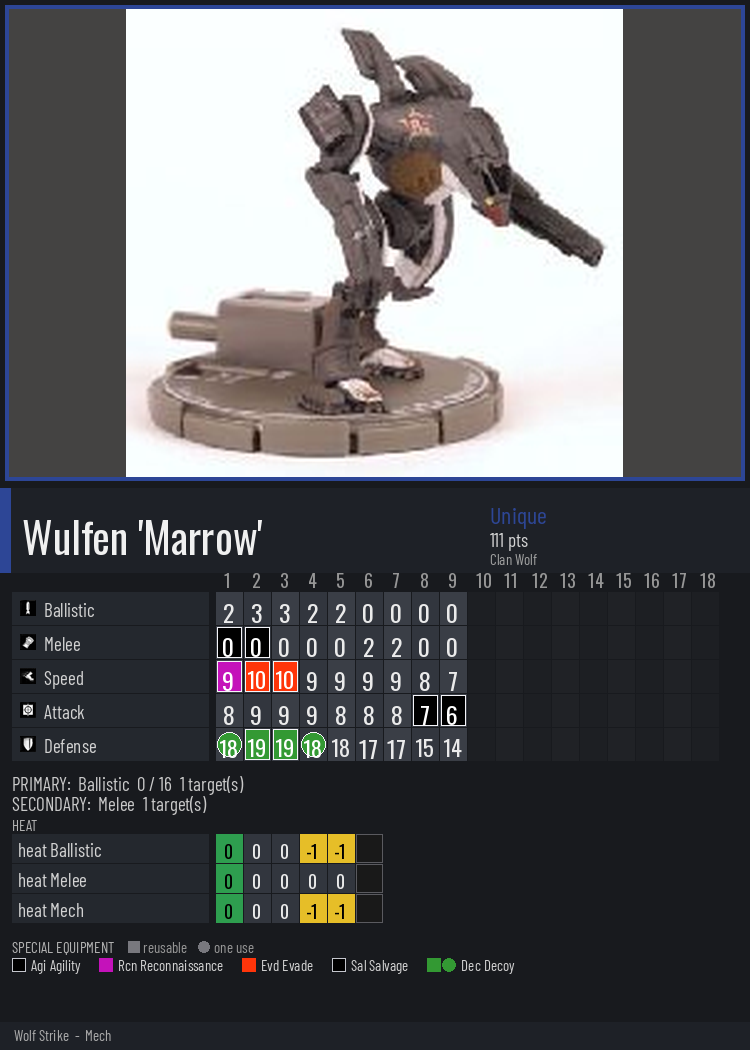 Wulfen 'Marrow'
Unique
111 pts
Clan Wolf
1 2 3 4 5 6 7 8 9 10 11 12 13 14 15 16 17 18
Ballistic 2 3 3 2 2 0 0 0 0
Melee 0 0 0 0 0 2 2 0 0
Speed 9 10 10 9 9 9 9 8 7
Attack 8 9 9 9 8 8 8 7 6
Defense 18 19 19 18 18 17 17 15 14
PRIMARY: Ballistic 0 / 16 1 target(s)
SECONDARY: Melee 1 target(s)
HEAT
heat Ballistic 0 0 0 -1 -1
heat Melee 0 0 0 0 0
heat Mech 0 0 0 -1 -1
SPECIAL EQUIPMENT reusable one use
Agi Agility Rcn Reconnaissance Evd Evade Sal Salvage Dec Decoy
Wolf Strike - Mech